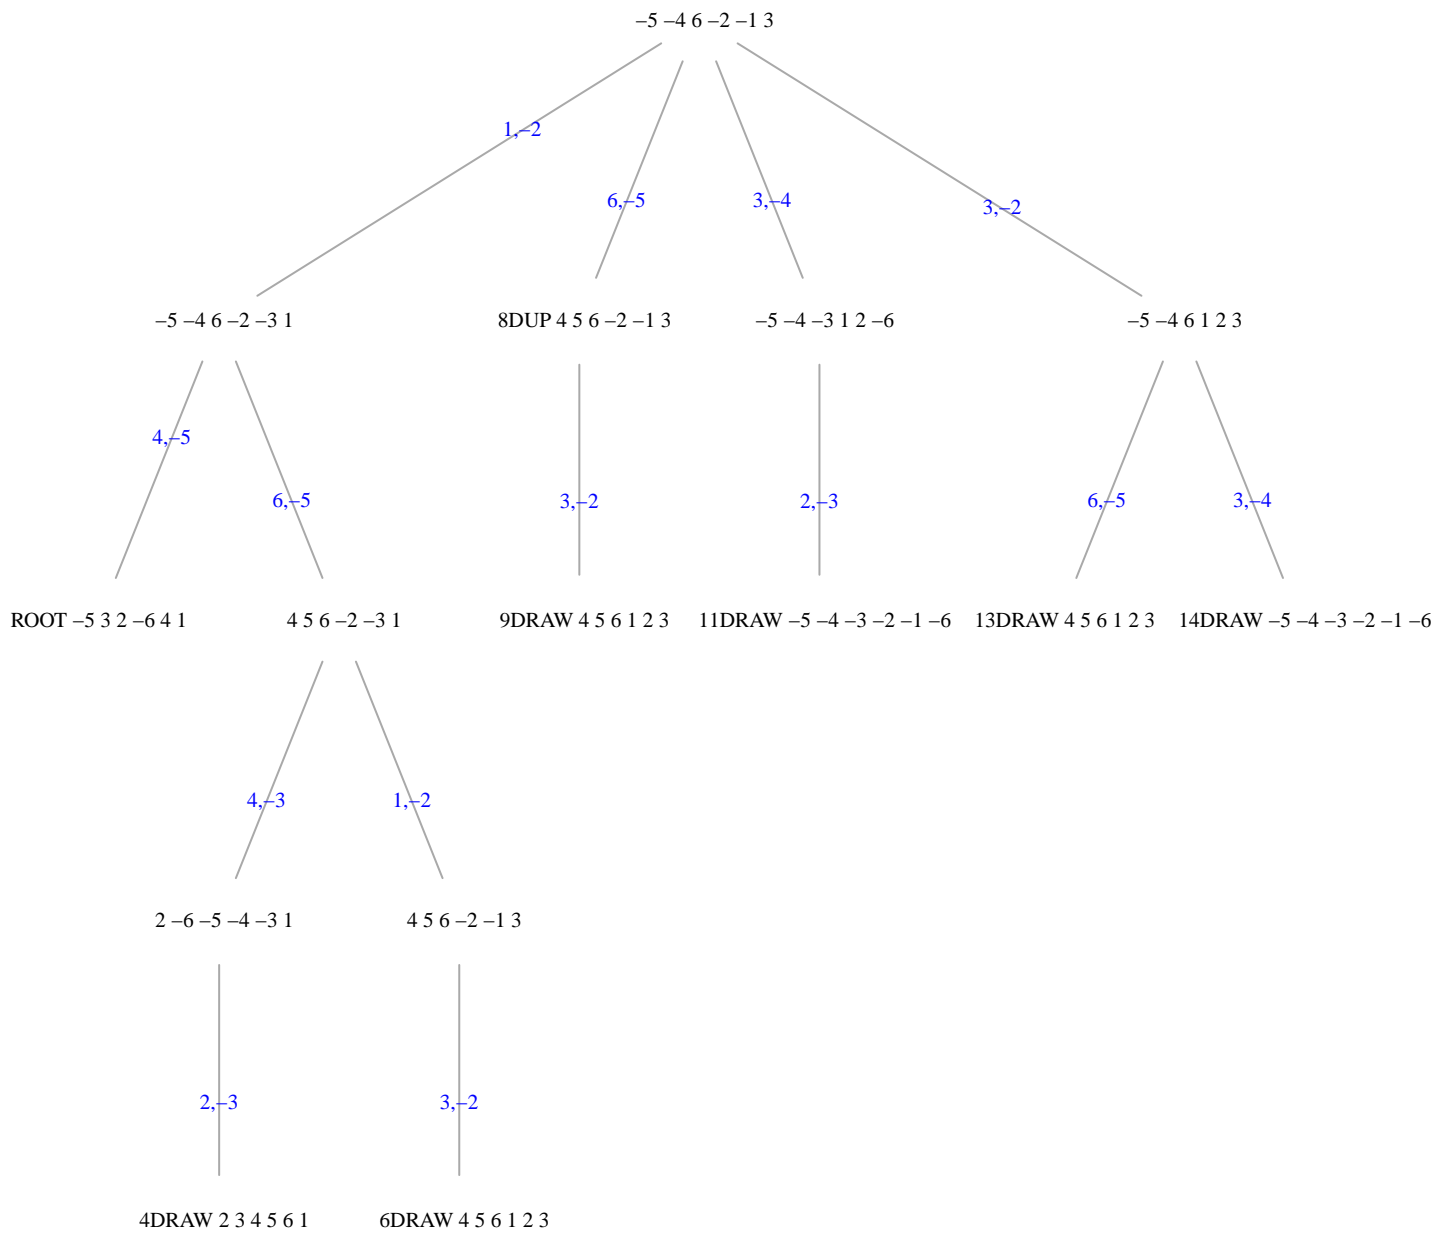 –5 –4 6 –2 –1 3
1,–2
6,–5
3,–4
3,–2
–5 –4 6 –2 –3 1
8DUP 4 5 6 –2 –1 3
–5 –4 –3 1 2 –6
–5 –4 6 1 2 3
4,–5
6,–5
3,–2
2,–3
6,–5
3,–4
ROOT –5 3 2 –6 4 1
4 5 6 –2 –3 1
9DRAW 4 5 6 1 2 3
11DRAW –5 –4 –3 –2 –1 –6
13DRAW 4 5 6 1 2 3
14DRAW –5 –4 –3 –2 –1 –6
4,–3
1,–2
2 –6 –5 –4 –3 1
4 5 6 –2 –1 3
2,–3
3,–2
4DRAW 2 3 4 5 6 1
6DRAW 4 5 6 1 2 3